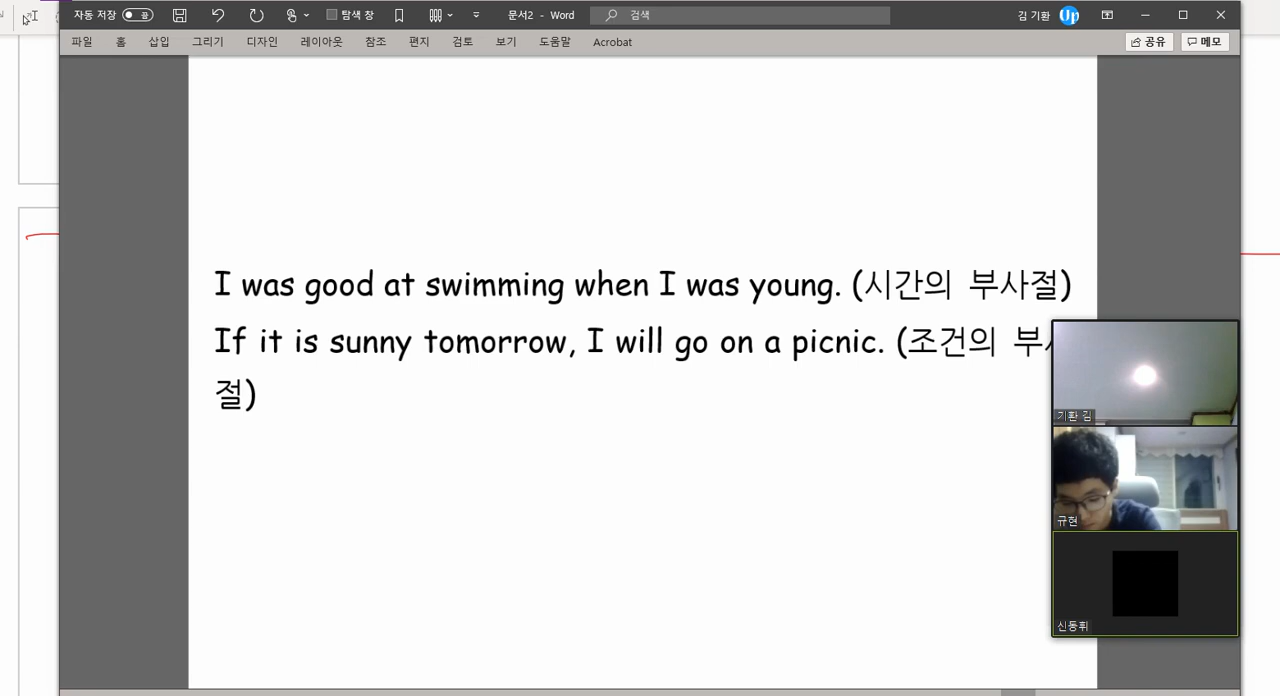 자동 저장 끔 탐색 창 문서2 - Word 검색 김 기환 Up
파일 홈 삽입 그리기 디자인 레이아웃 참조 편지 검토 보기 도움말 Acrobat 공유 메모
I was good at swimming when I was young. (시간의 부사절)
If it is sunny tomorrow, I will go on a picnic. (조건의
절)
기환 김
규현
신동휘